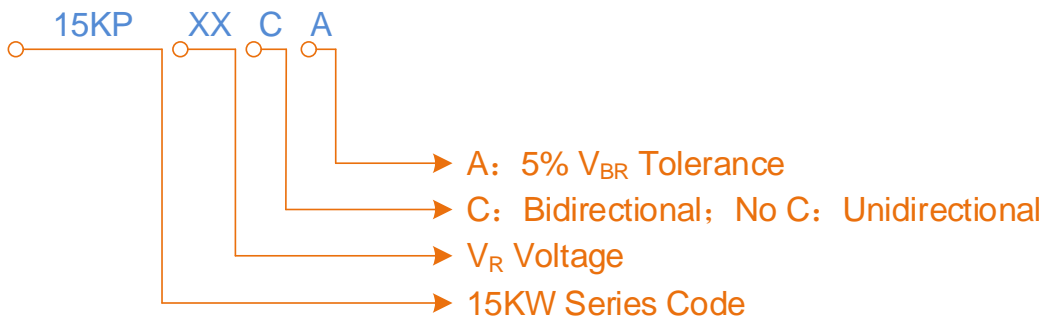 15KP XX C A
A：5% VBR Tolerance
C：Bidirectional；No C：Unidirectional
VR Voltage
15KW Series Code